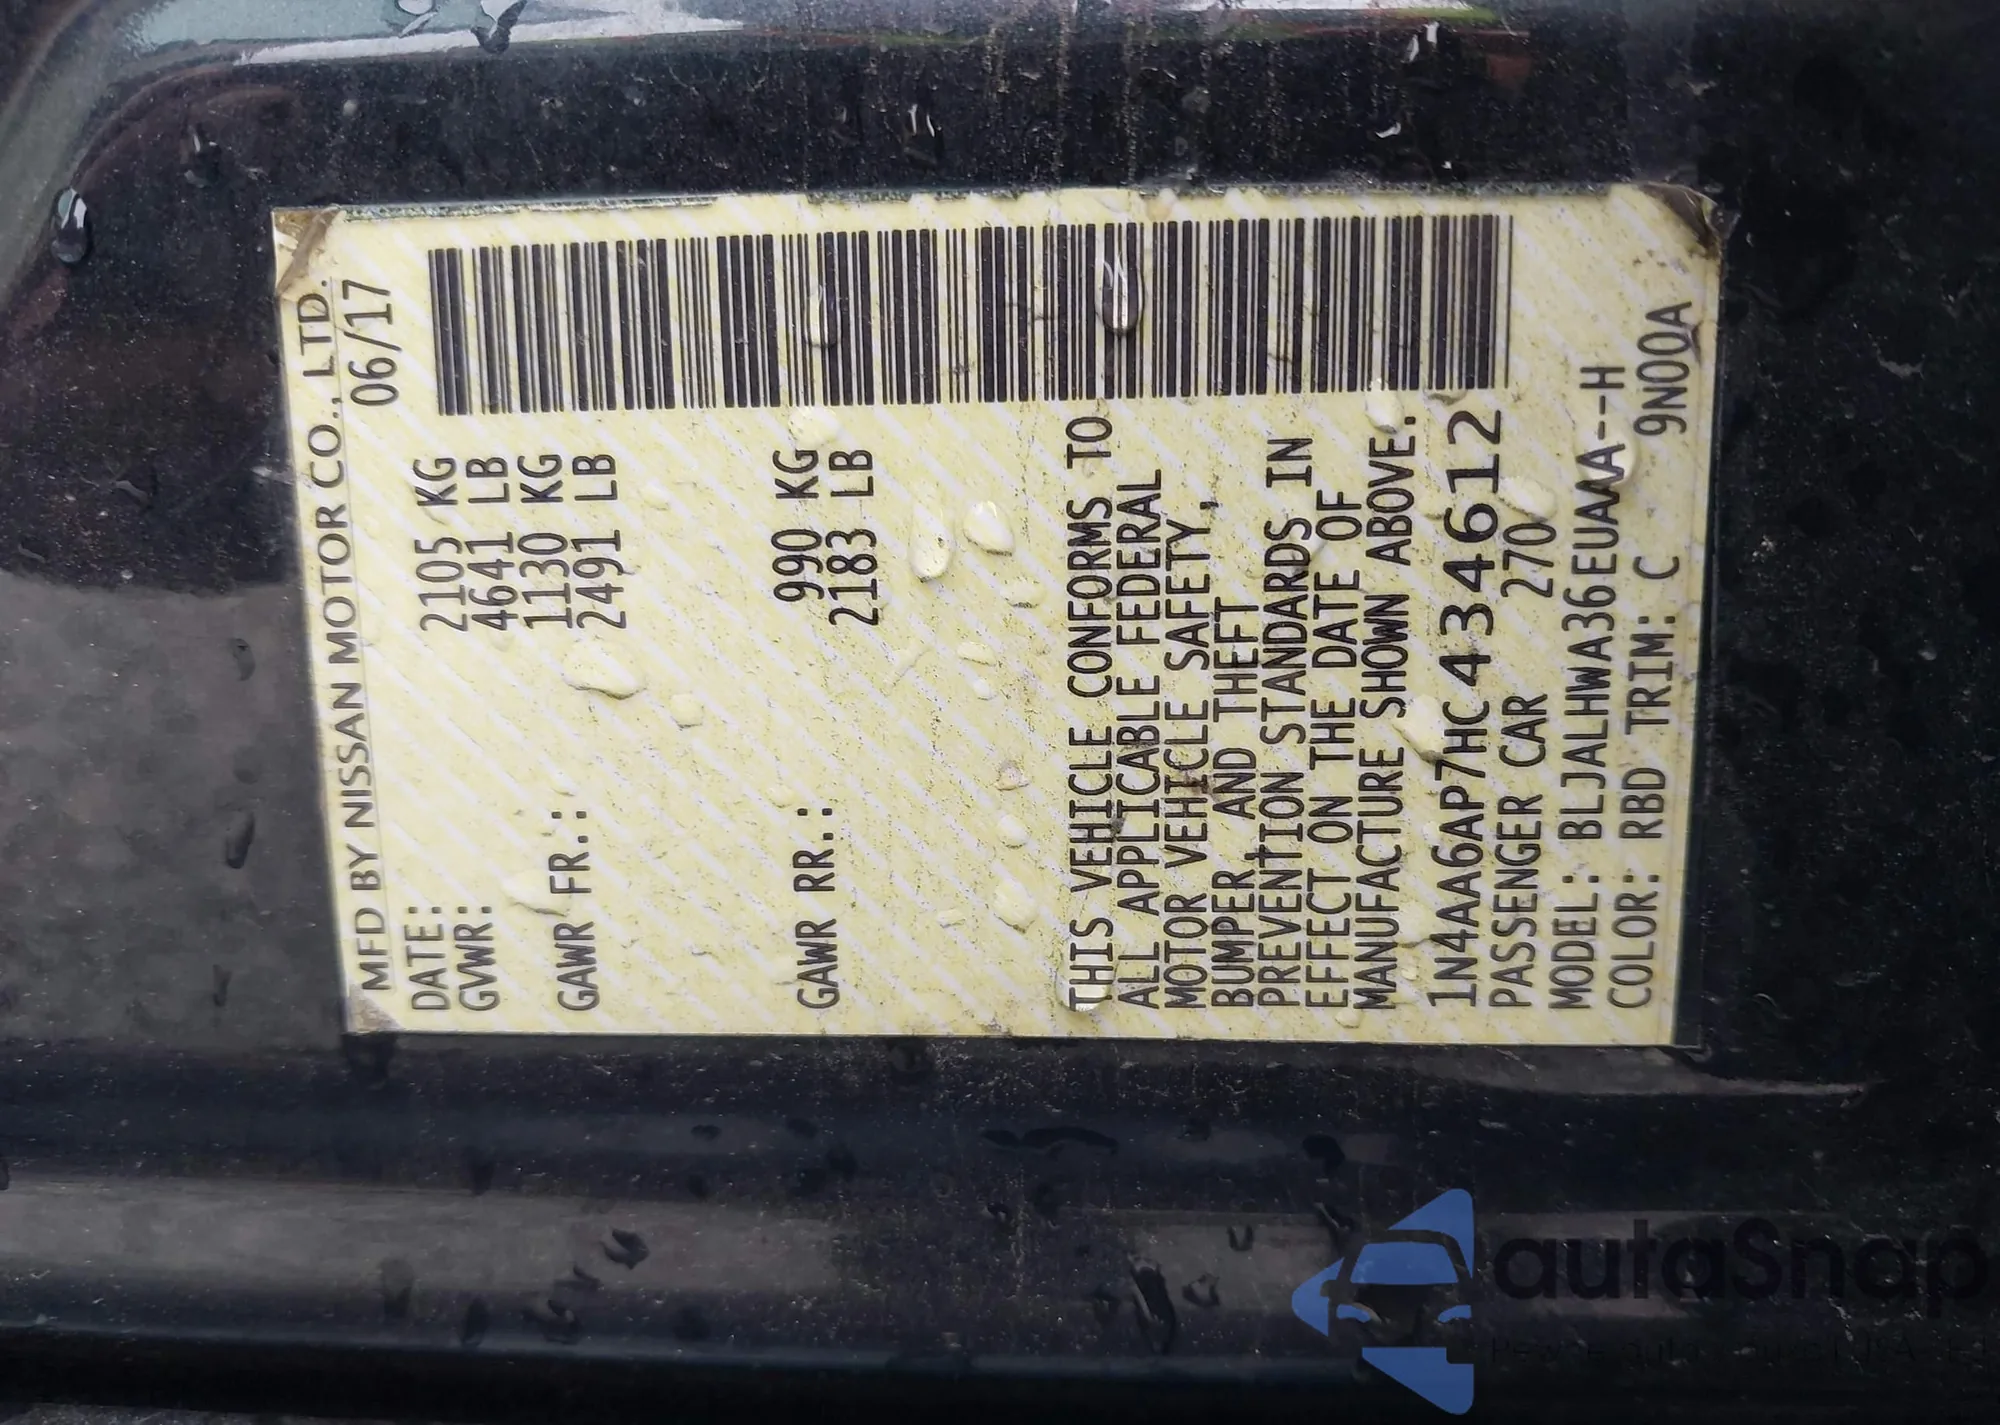 MFD BY NISSAN MOTOR CO., LTD.
DATE: 06/17
GVWR: 2105 KG
4641 LB
GAWR FR.: 1130 KG
2491 LB
GAWR RR.: 990 KG
2183 LB
THIS VEHICLE CONFORMS TO
ALL APPLICABLE FEDERAL
MOTOR VEHICLE SAFETY,
BUMPER, AND THEFT
PREVENTION STANDARDS IN
EFFECT ON THE DATE OF
MANUFACTURE SHOWN ABOVE.
1N4AA6AP7HC434612
PASSENGER CAR 270
MODEL: BLJALHWA36EUAAA--H
COLOR: RBD TRIM: C 9N00A
autaSnap